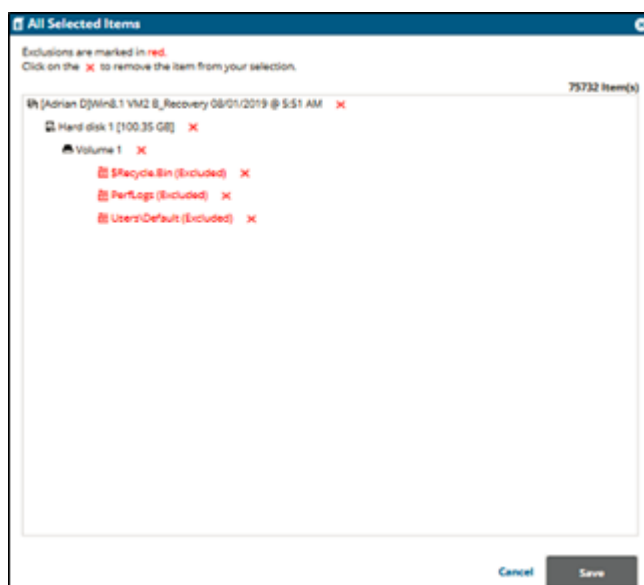 All Selected Items
Exclusions are marked in red.
Click on the × to remove the item from your selection.
75732 Item(s)
[Adrian D]Win8.1 VM2 B_Recovery 08/01/2019 @ 5:51 AM ×
Hard disk 1 [100.35 GB] ×
Volume 1 ×
$Recycle.Bin (Excluded) ×
PerfLogs (Excluded) ×
Users\Default (Excluded) ×
Cancel Save